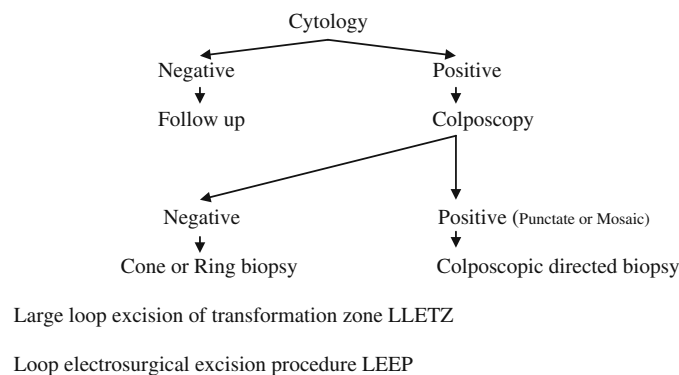 Cytology
Negative Positive
Follow up Colposcopy
Negative Positive (Punctate or Mosaic)
Cone or Ring biopsy Colposcopic directed biopsy
Large loop excision of transformation zone LLETZ
Loop electrosurgical excision procedure LEEP